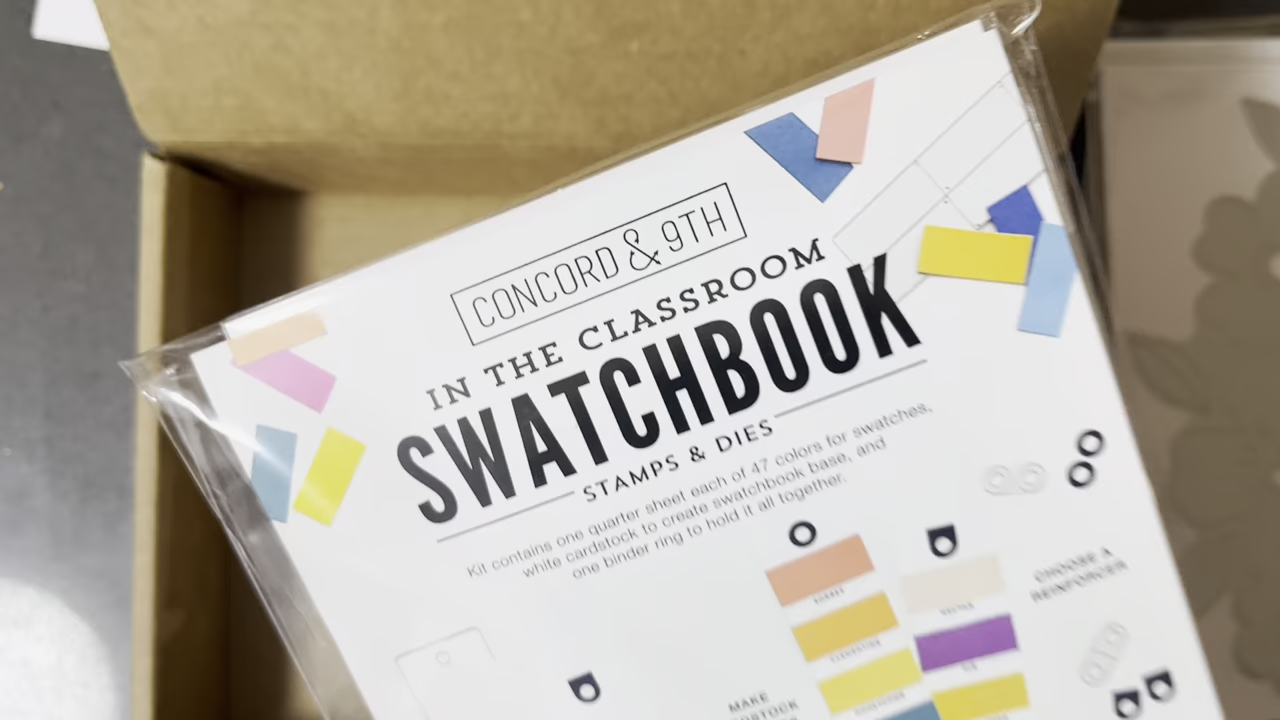 CONCORD & 9TH
IN THE CLASSROOM
SWATCHBOOK
STAMPS & DIES
Kit contains one quarter sheet each of 47 colors for swatches,
white cardstock to create swatchbook base, and
one binder ring to hold it all together.
CHOOSE A
REINFORCER
CLEMENTINE
MAKE